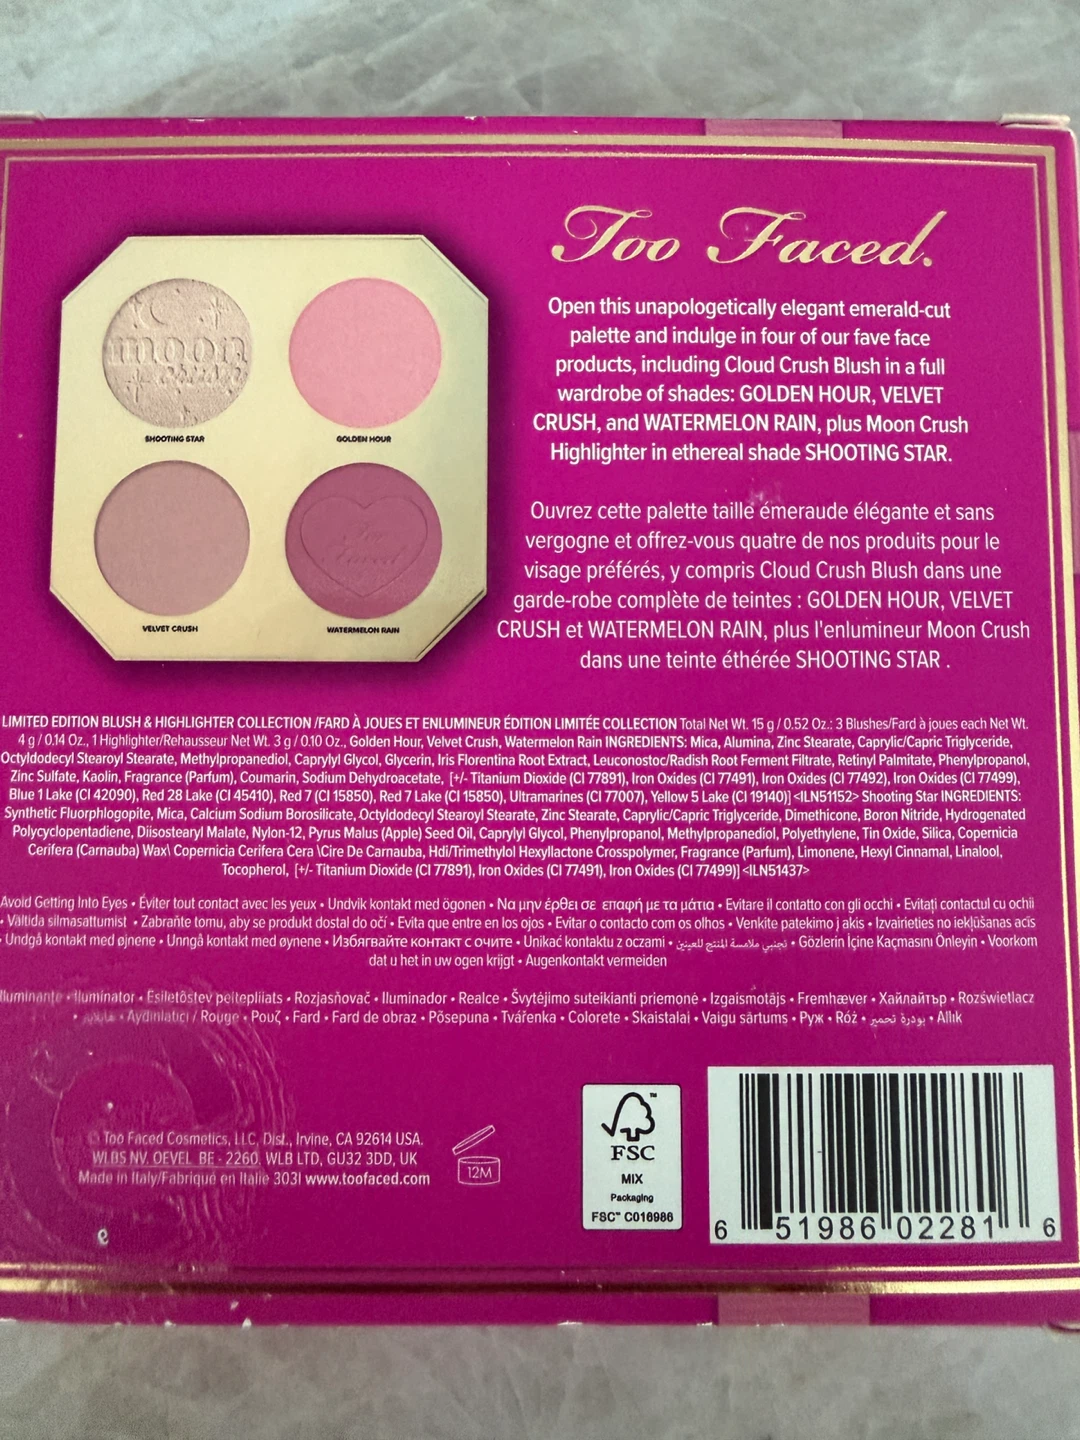 Too Faced.
Open this unapologetically elegant emerald-cut
palette and indulge in four of our fave face
products, including Cloud Crush Blush in a full
wardrobe of shades: GOLDEN HOUR, VELVET
CRUSH, and WATERMELON RAIN, plus Moon Crush
Highlighter in ethereal shade SHOOTING STAR.
Ouvrez cette palette taille émeraude élégante et sans
vergogne et offrez-vous quatre de nos produits pour le
visage préférés, y compris Cloud Crush Blush dans une
garde-robe complète de teintes : GOLDEN HOUR, VELVET
CRUSH et WATERMELON RAIN, plus l'enlumineur Moon Crush
dans une teinte éthérée SHOOTING STAR .
moon
crush
SHOOTING STAR
GOLDEN HOUR
VELVET CRUSH
Too
Faced
WATERMELON RAIN
LIMITED EDITION BLUSH & HIGHLIGHTER COLLECTION /FARD À JOUES ET ENLUMINEUR ÉDITION LIMITÉE COLLECTION Total Net Wt. 15 g / 0.52 Oz.: 3 Blushes/Fard à joues each Net Wt.
4 g / 0.14 Oz., 1 Highlighter/Rehausseur Net Wt. 3 g / 0.10 Oz., Golden Hour, Velvet Crush, Watermelon Rain INGREDIENTS: Mica, Alumina, Zinc Stearate, Caprylic/Capric Triglyceride,
Octyldodecyl Stearoyl Stearate, Methylpropanediol, Caprylyl Glycol, Glycerin, Iris Florentina Root Extract, Leuconostoc/Radish Root Ferment Filtrate, Retinyl Palmitate, Phenylpropanol,
Zinc Sulfate, Kaolin, Fragrance (Parfum), Coumarin, Sodium Dehydroacetate, [+/- Titanium Dioxide (CI 77891), Iron Oxides (CI 77491), Iron Oxides (CI 77492), Iron Oxides (CI 77499),
Blue 1 Lake (CI 42090), Red 28 Lake (CI 45410), Red 7 (CI 15850), Red 7 Lake (CI 15850), Ultramarines (CI 77007), Yellow 5 Lake (CI 19140)] <ILN51152> Shooting Star INGREDIENTS:
Synthetic Fluorphlogopite, Mica, Calcium Sodium Borosilicate, Octyldodecyl Stearoyl Stearate, Zinc Stearate, Caprylic/Capric Triglyceride, Dimethicone, Boron Nitride, Hydrogenated
Polycyclopentadiene, Diisostearyl Malate, Nylon-12, Pyrus Malus (Apple) Seed Oil, Caprylyl Glycol, Phenylpropanol, Methylpropanediol, Polyethylene, Tin Oxide, Silica, Copernicia
Cerifera (Carnauba) Wax\ Copernicia Cerifera Cera \Cire De Carnauba, Hdi/Trimethylol Hexyllactone Crosspolymer, Fragrance (Parfum), Limonene, Hexyl Cinnamal, Linalool,
Tocopherol, [+/- Titanium Dioxide (CI 77891), Iron Oxides (CI 77491), Iron Oxides (CI 77499)] <ILN51437>
Avoid Getting Into Eyes • Éviter tout contact avec les yeux • Undvik kontakt med ögonen • Να μην έρθει σε επαφή με τα μάτια • Evitare il contatto con gli occhi • Evitați contactul cu ochii
• Vältida silmasattumist • Zabraňte tomu, aby se produkt dostal do očí • Evita que entre en los ojos • Evitar o contacto com os olhos • Venkite patekimo į akis • Izvairieties no iekļūšanas acīs
• Undgå kontakt med øjnene • Unngå kontakt med øynene • Избягвайте контакт с очите • Unikać kontaktu z oczami • تجنبي ملامسة المنتج للعينين • Gözlerin İçine Kaçmasını Önleyin • Voorkom
dat u het in uw ogen krijgt • Augenkontakt vermeiden
Illuminante • Iluminator • Esiletõstev peitepliiats • Rozjasňovač • Iluminador • Realce • Švytėjimo suteikianti priemonė • Izgaismotājs • Fremhæver • Хайлайтър • Rozświetlacz
• Aydınlatıcı / Rouge • Ρουζ • Fard • Fard de obraz • Põsepuna • Tvářenka • Colorete • Skaistalai • Vaigu sārtums • Руж • Róż • بودرة تحمير • Allık
© Too Faced Cosmetics, LLC, Dist., Irvine, CA 92614 USA.
WLBS NV. OEVEL BE - 2260. WLB LTD, GU32 3DD, UK
Made in Italy/Fabriqué en Italie 3031 www.toofaced.com
12M
e
FSC™
MIX
Packaging
FSC™ C016986
6 51986 02281 6